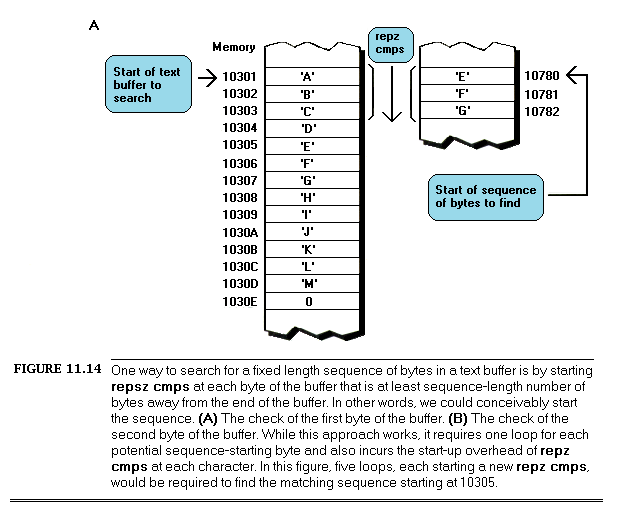 A
Memory
repz
cmps
Start of text
buffer to
search
10301 'A'
10302 'B'
10303 'C'
10304 'D'
10305 'E'
10306 'F'
10307 'G'
10308 'H'
10309 'I'
1030A 'J'
1030B 'K'
1030C 'L'
1030D 'M'
1030E 0
'E' 10780
'F' 10781
'G' 10782
Start of sequence
of bytes to find
FIGURE 11.14 One way to search for a fixed length sequence of bytes in a text buffer is by starting
repsz cmps at each byte of the buffer that is at least sequence-length number of
bytes away from the end of the buffer. In other words, we could conceivably start
the sequence. (A) The check of the first byte of the buffer. (B) The check of the
second byte of the buffer. While this approach works, it requires one loop for each
potential sequence-starting byte and also incurs the start-up overhead of repz
cmps at each character. In this figure, five loops, each starting a new repz cmps,
would be required to find the matching sequence starting at 10305.